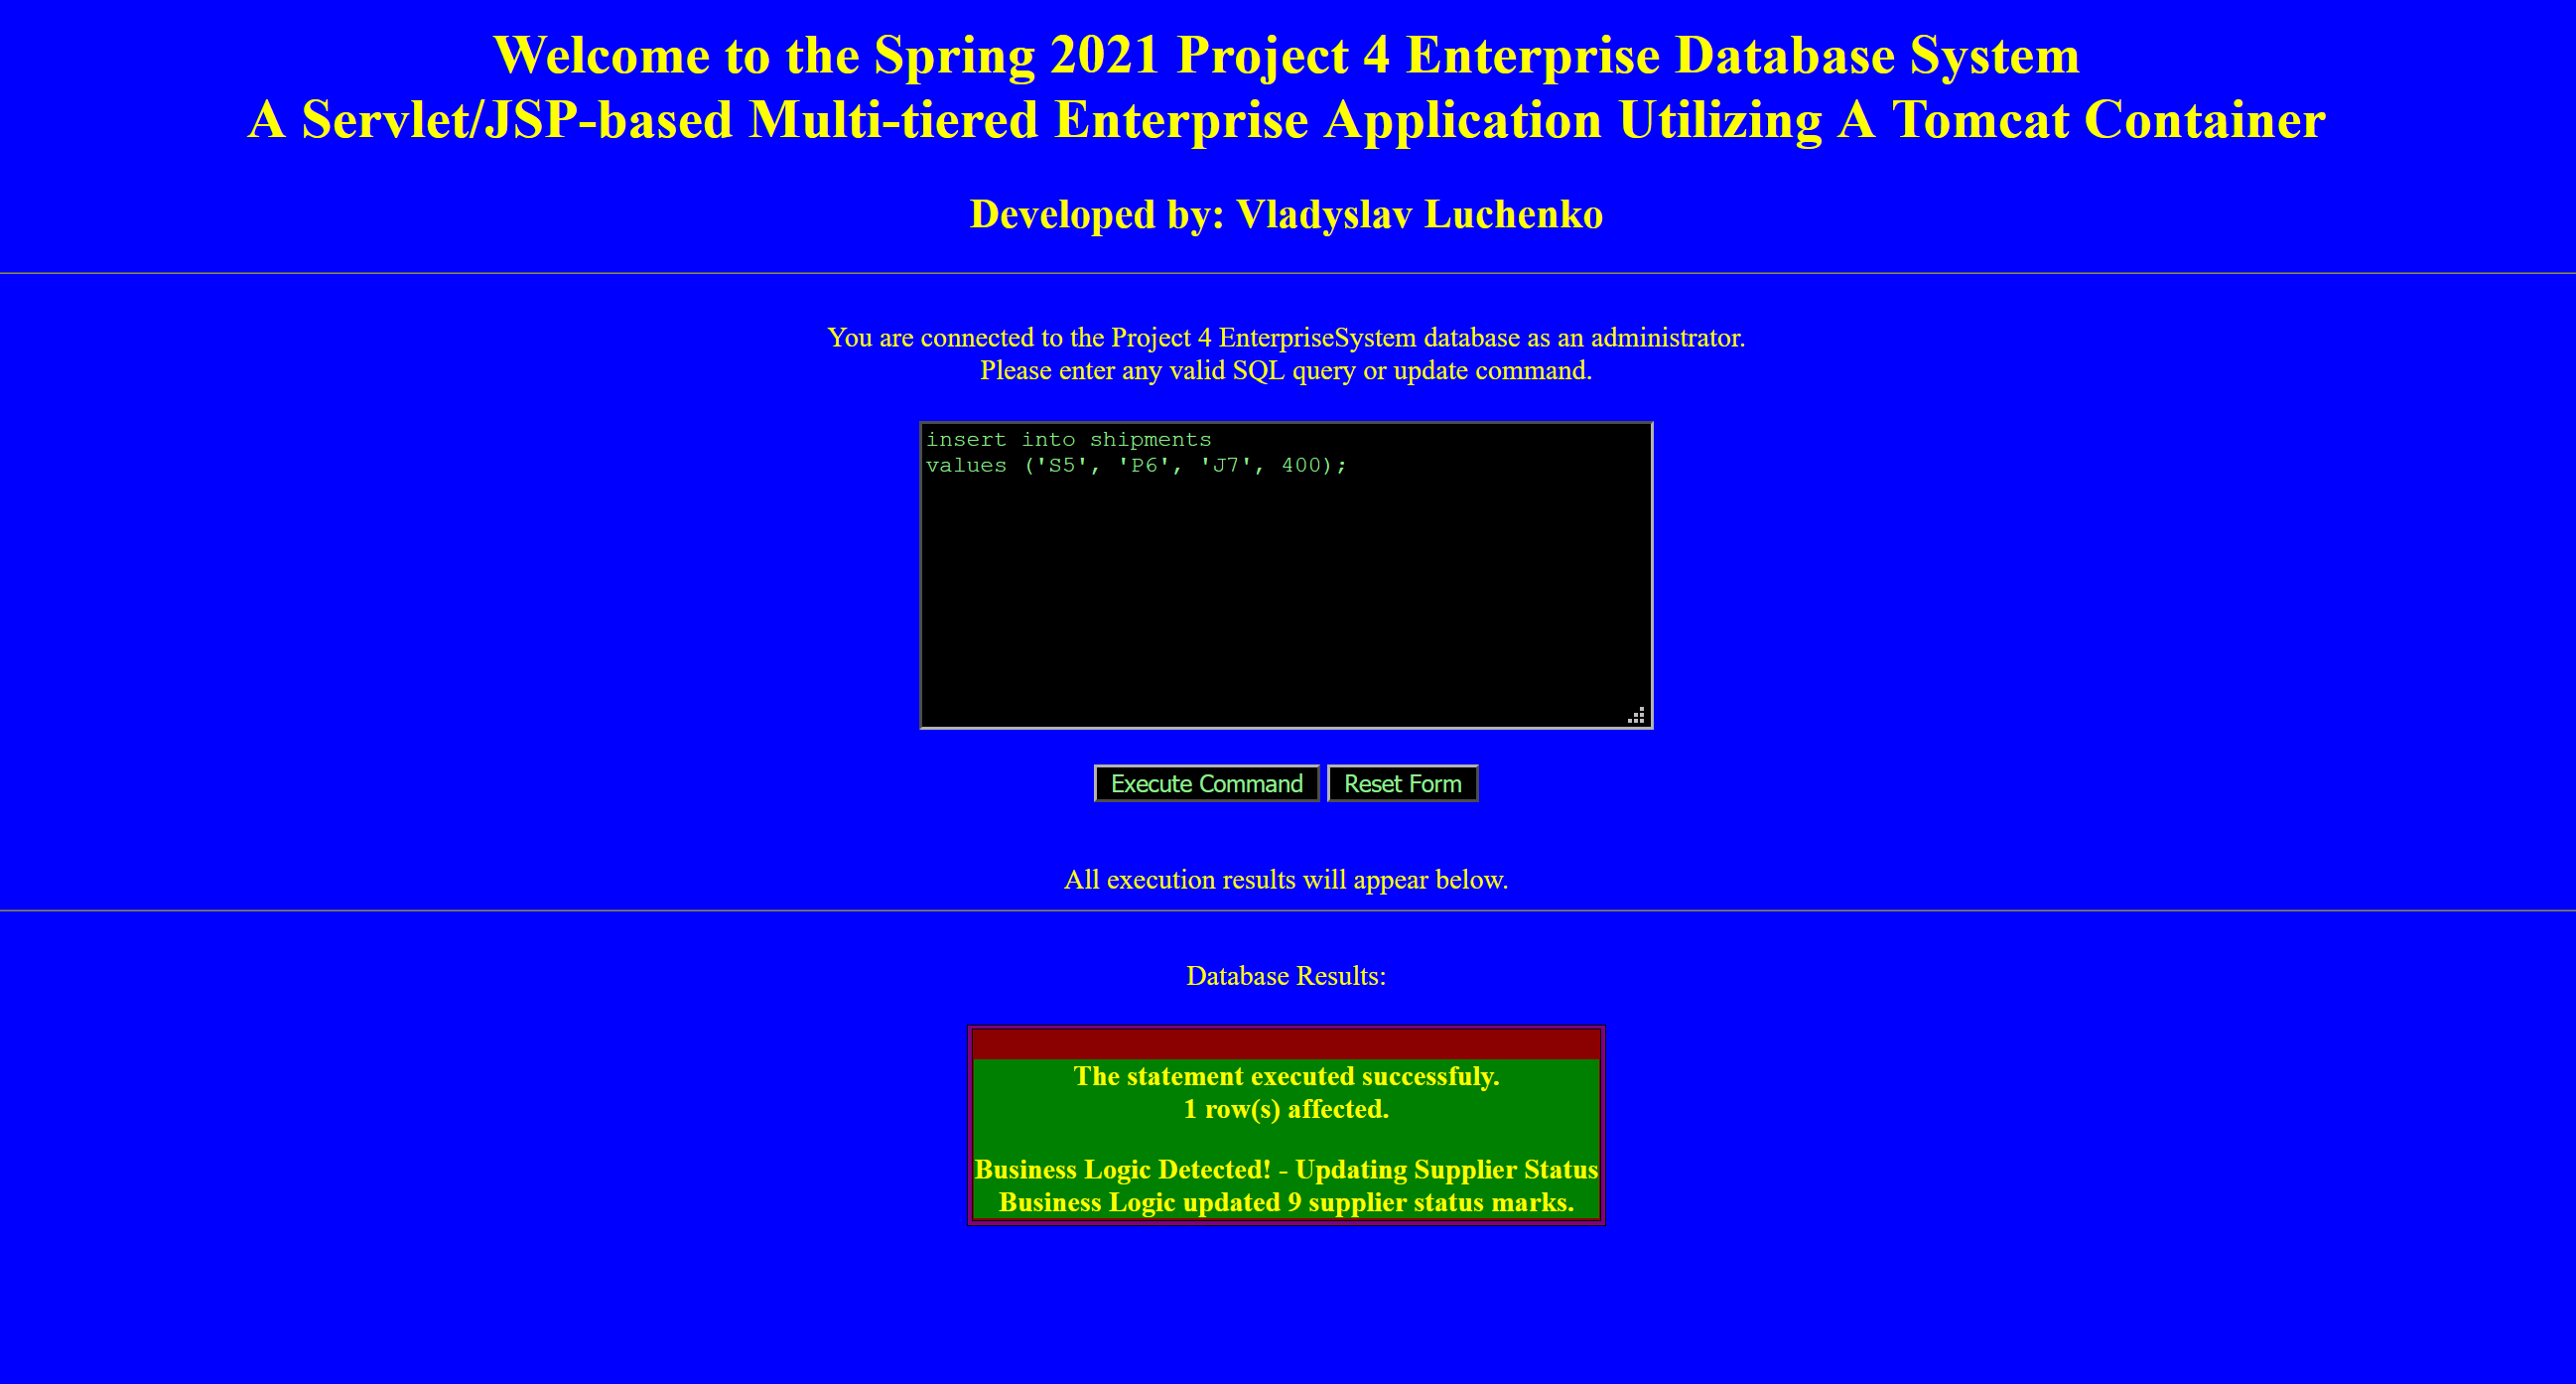 Welcome to the Spring 2021 Project 4 Enterprise Database System
A Servlet/JSP-based Multi-tiered Enterprise Application Utilizing A Tomcat Container
Developed by: Vladyslav Luchenko
You are connected to the Project 4 EnterpriseSystem database as an administrator.
Please enter any valid SQL query or update command.
insert into shipments
values ('S5', 'P6', 'J7', 400);
Execute Command Reset Form
All execution results will appear below.
Database Results:
The statement executed successfuly.
1 row(s) affected.
Business Logic Detected! - Updating Supplier Status
Business Logic updated 9 supplier status marks.